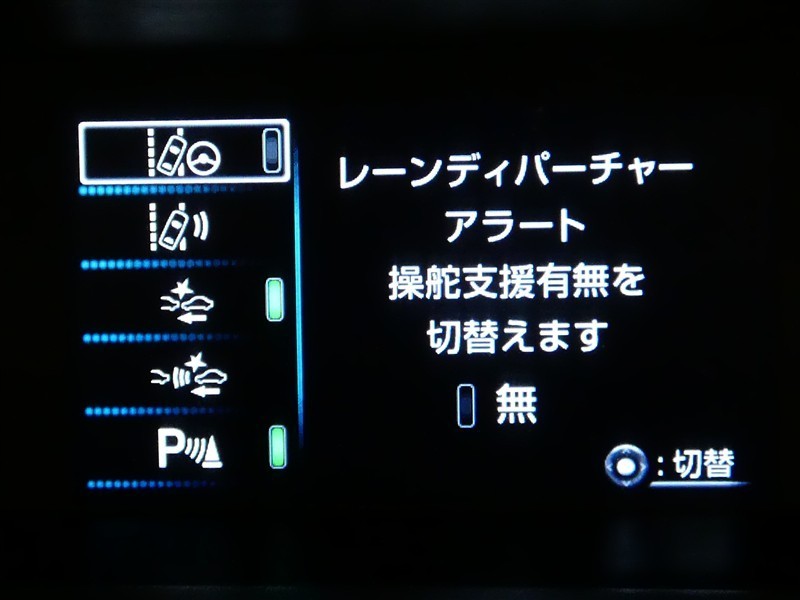 レーンディパーチャー
アラート
操舵支援有無を
切替えます
無
P
:切替